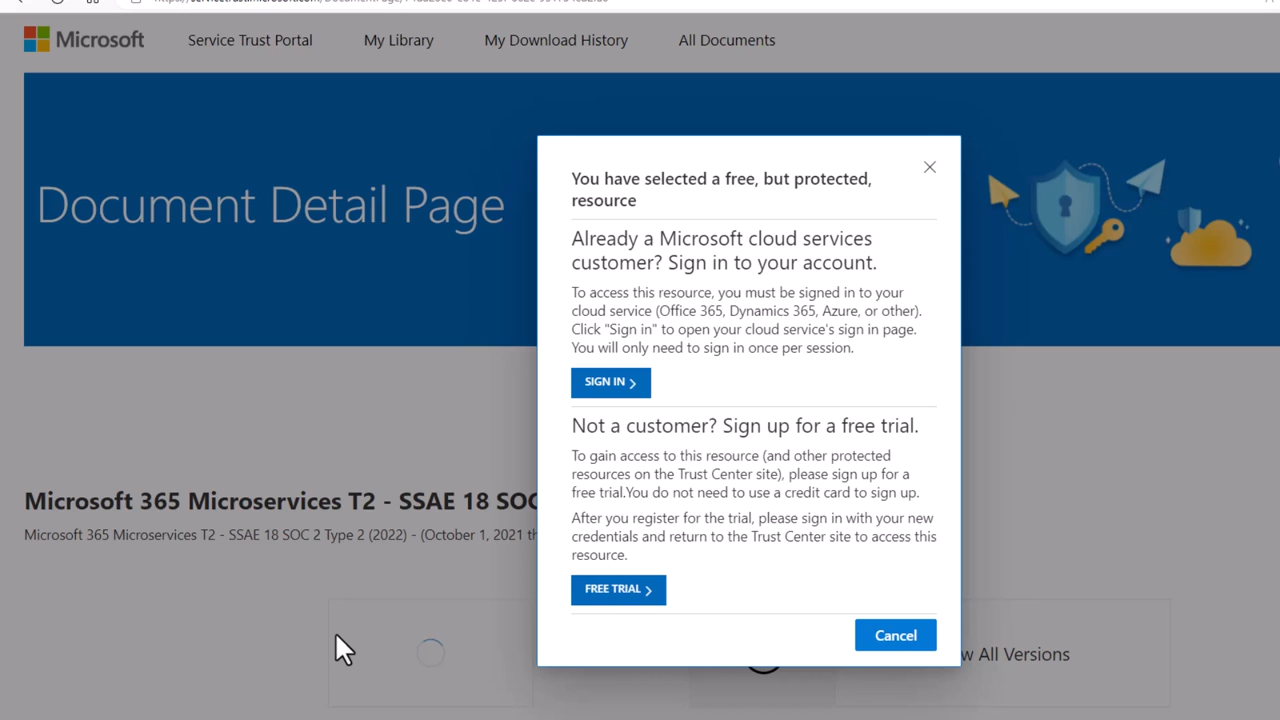 Microsoft
Service Trust Portal
My Library
My Download History
All Documents
Document Detail Page
You have selected a free, but protected,
resource
Already a Microsoft cloud services
customer? Sign in to your account.
To access this resource, you must be signed in to your
cloud service (Office 365, Dynamics 365, Azure, or other).
Click "Sign in" to open your cloud service's sign in page.
You will only need to sign in once per session.
SIGN IN
Not a customer? Sign up for a free trial.
To gain access to this resource (and other protected
resources on the Trust Center site), please sign up for a
free trial.You do not need to use a credit card to sign up.
After you register for the trial, please sign in with your new
credentials and return to the Trust Center site to access this
resource.
FREE TRIAL
Cancel
Microsoft 365 Microservices T2 - SSAE 18 SOC
Microsoft 365 Microservices T2 - SSAE 18 SOC 2 Type 2 (2022) - (October 1, 2021 th
w All Versions